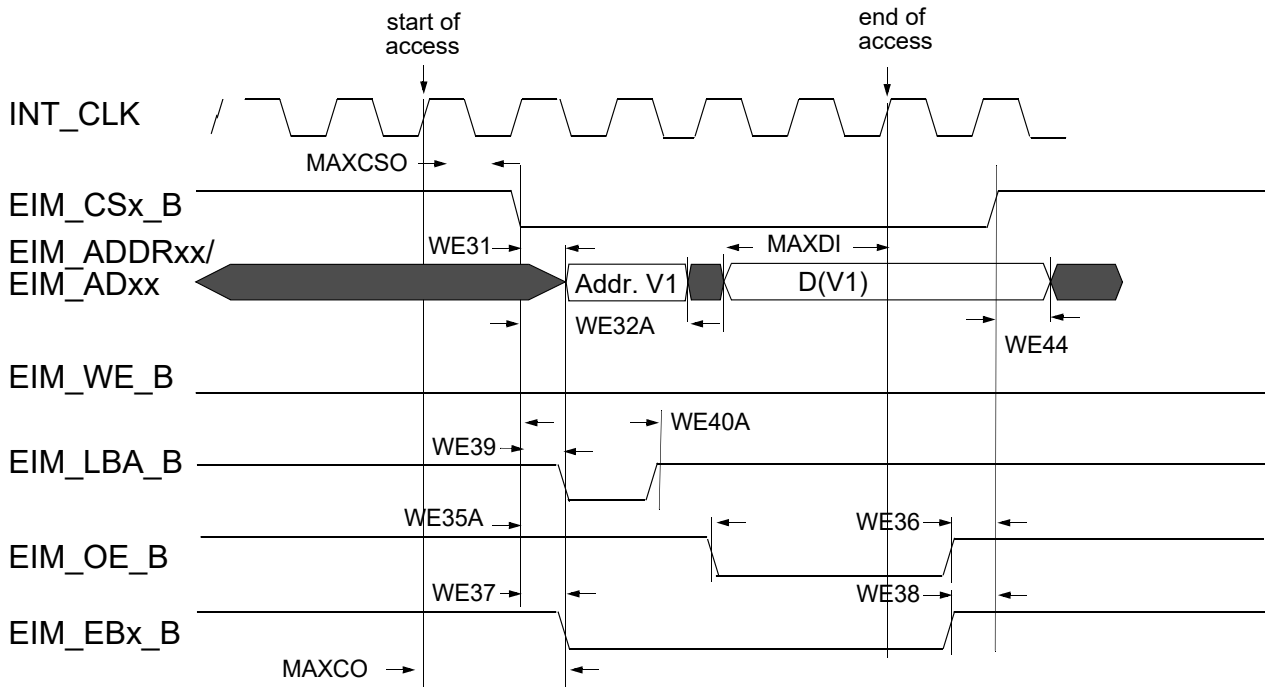 start of
access
end of
access
INT_CLK
MAXCSO
EIM_CSx_B
WE31
MAXDI
EIM_ADDRxx/
EIM_ADxx
Addr. V1
D(V1)
WE32A
WE44
EIM_WE_B
WE40A
WE39
EIM_LBA_B
WE35A
WE36
EIM_OE_B
WE37
WE38
EIM_EBx_B
MAXCO